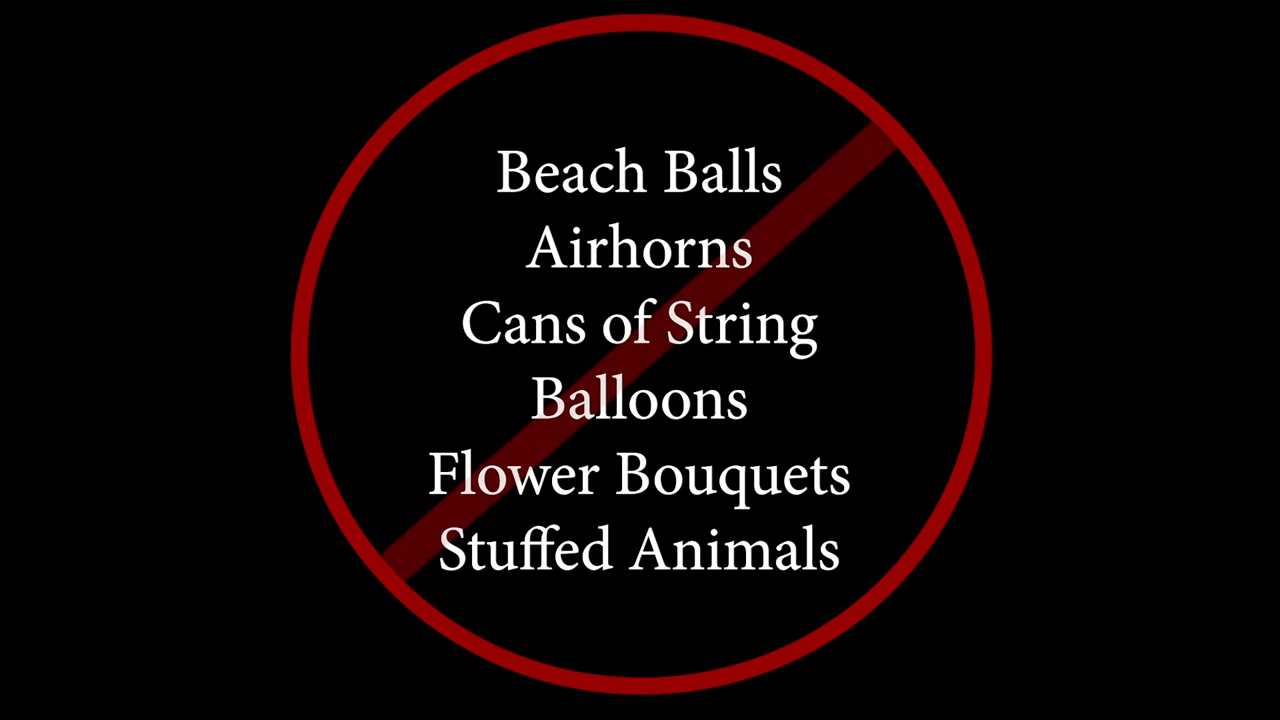 Beach Balls
Airhorns
Cans of String
Balloons
Flower Bouquets
Stuffed Animals